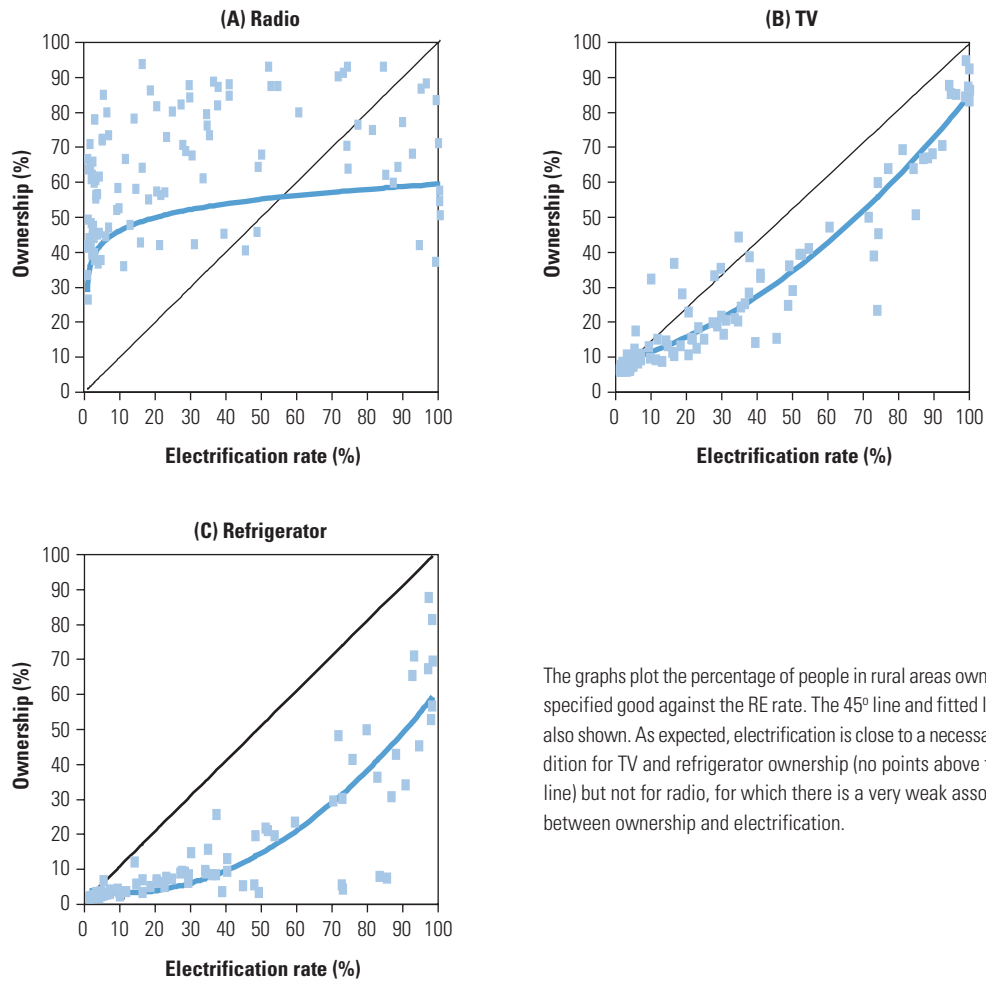 (A) Radio
100
90
80
70
60
50
40
30
20
10
0
Ownership (%)
0 10 20 30 40 50 60 70 80 90 100
Electrification rate (%)
(B) TV
100
90
80
70
60
50
40
30
20
10
0
Ownership (%)
0 10 20 30 40 50 60 70 80 90 100
Electrification rate (%)
(C) Refrigerator
100
90
80
70
60
50
40
30
20
10
0
Ownership (%)
0 10 20 30 40 50 60 70 80 90 100
Electrification rate (%)
The graphs plot the percentage of people in rural areas own
specified good against the RE rate. The 45º line and fitted
also shown. As expected, electrification is close to a necessa
dition for TV and refrigerator ownership (no points above
line) but not for radio, for which there is a very weak asso
between ownership and electrification.